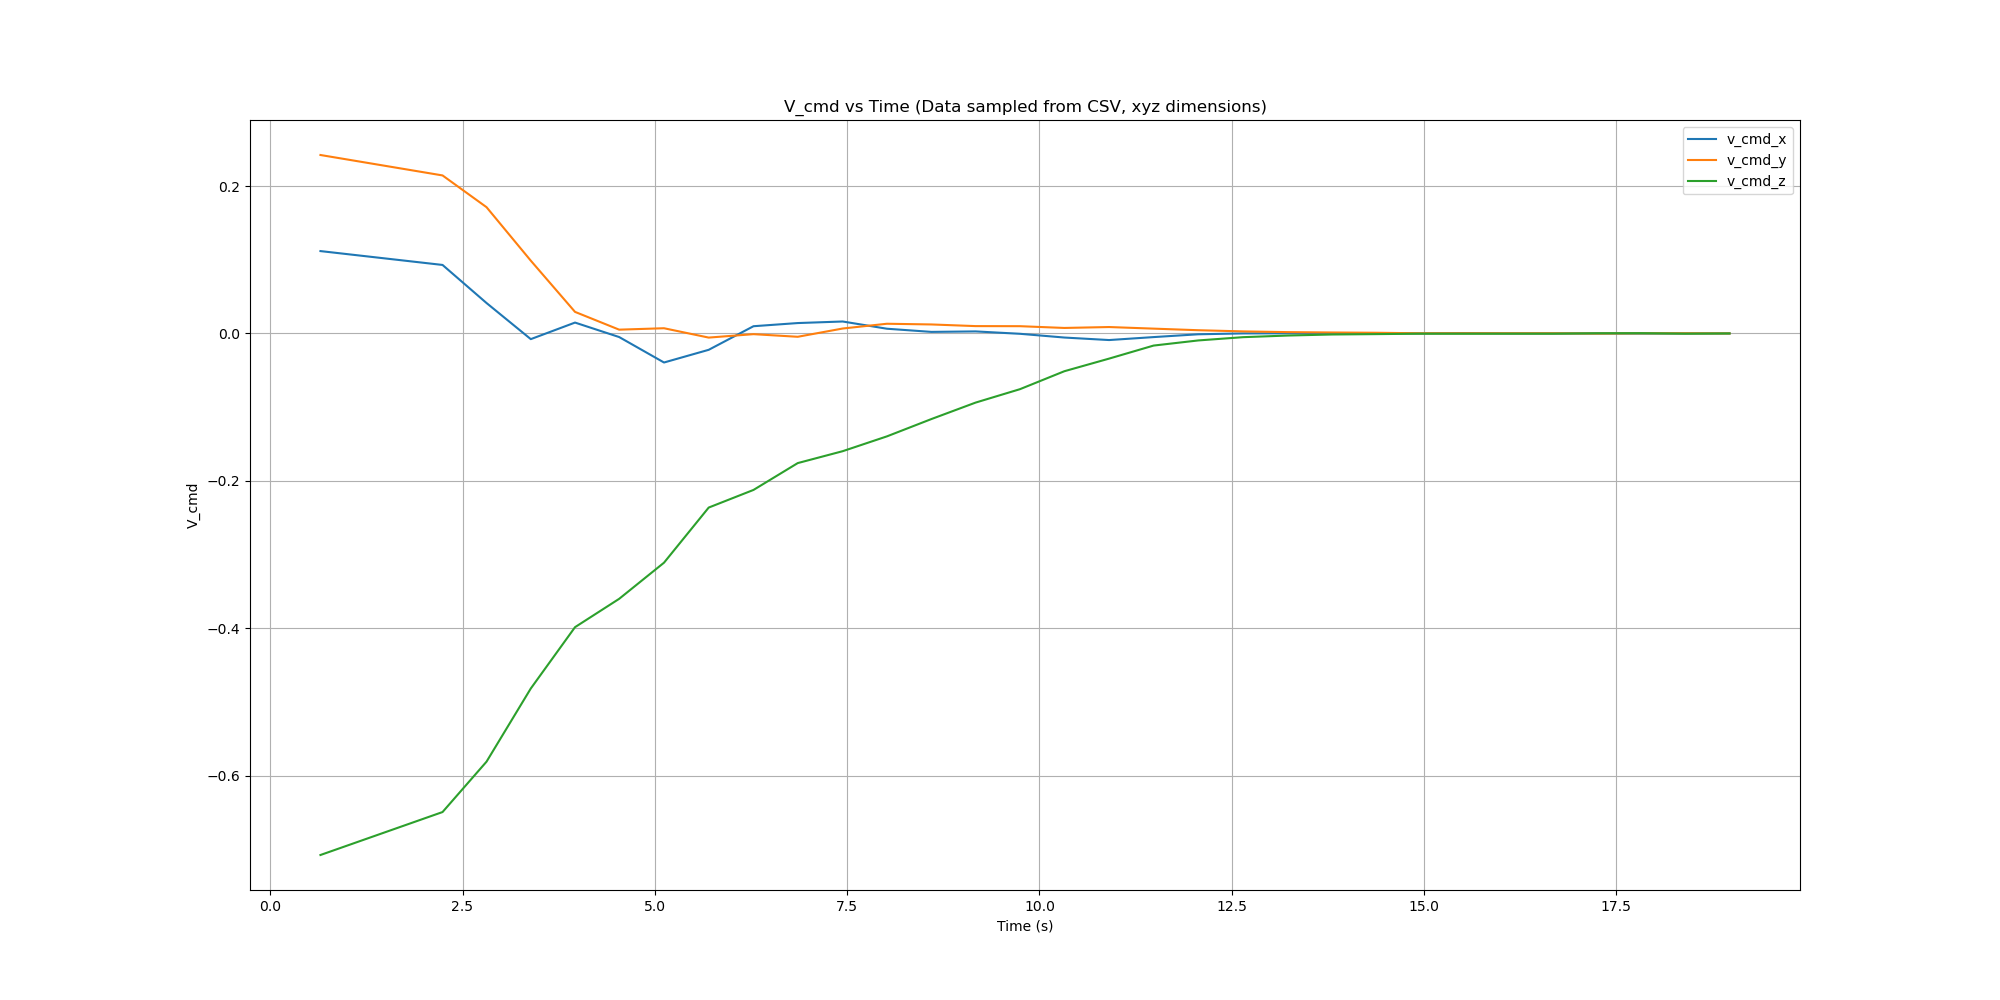 V_cmd vs Time (Data sampled from CSV, xyz dimensions)
v_cmd_x
v_cmd_y
v_cmd_z
0.2
0.0
−0.2
−0.4
−0.6
V_cmd
0.0 2.5 5.0 7.5 10.0 12.5 15.0 17.5
Time (s)